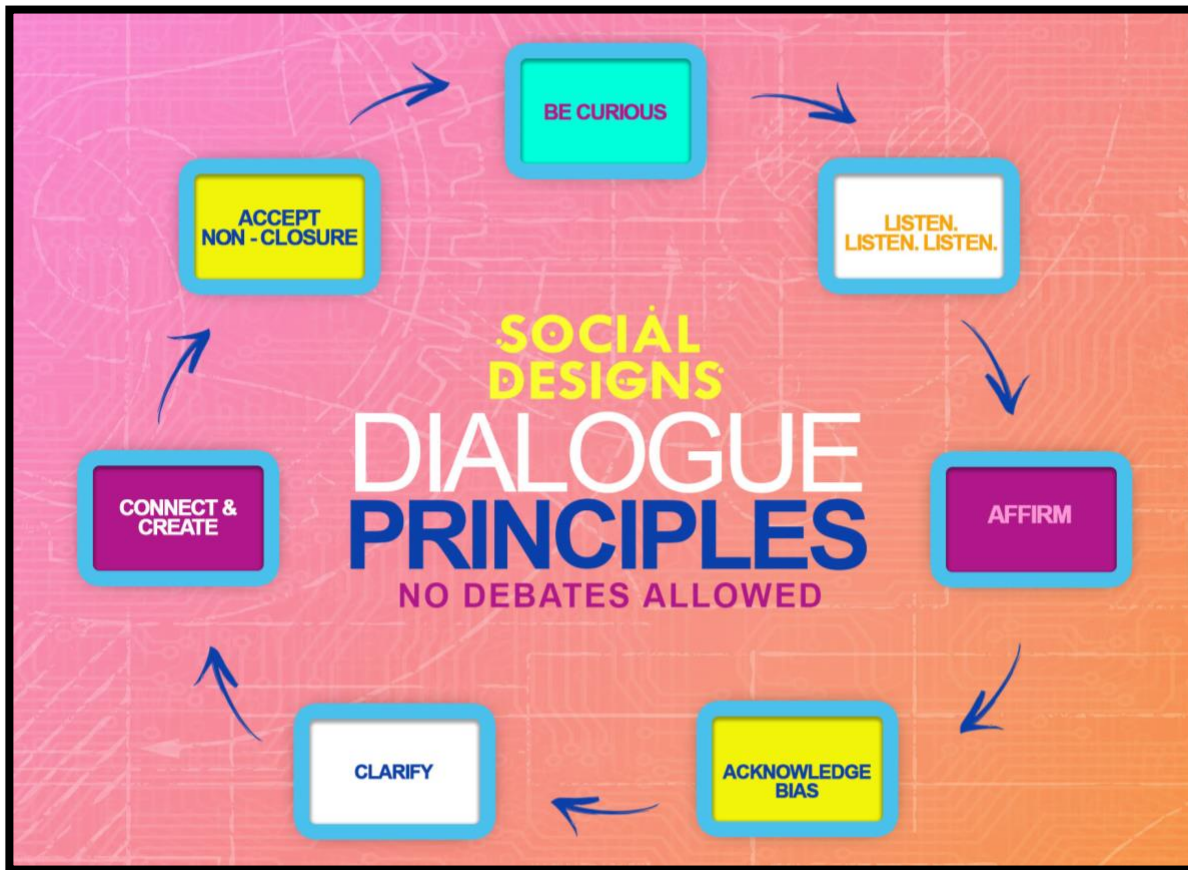 SOCIAL
DESIGNS
DIALOGUE
PRINCIPLES
NO DEBATES ALLOWED
BE CURIOUS
LISTEN.
LISTEN. LISTEN.
AFFIRM
ACKNOWLEDGE
BIAS
CLARIFY
CONNECT &
CREATE
ACCEPT
NON - CLOSURE